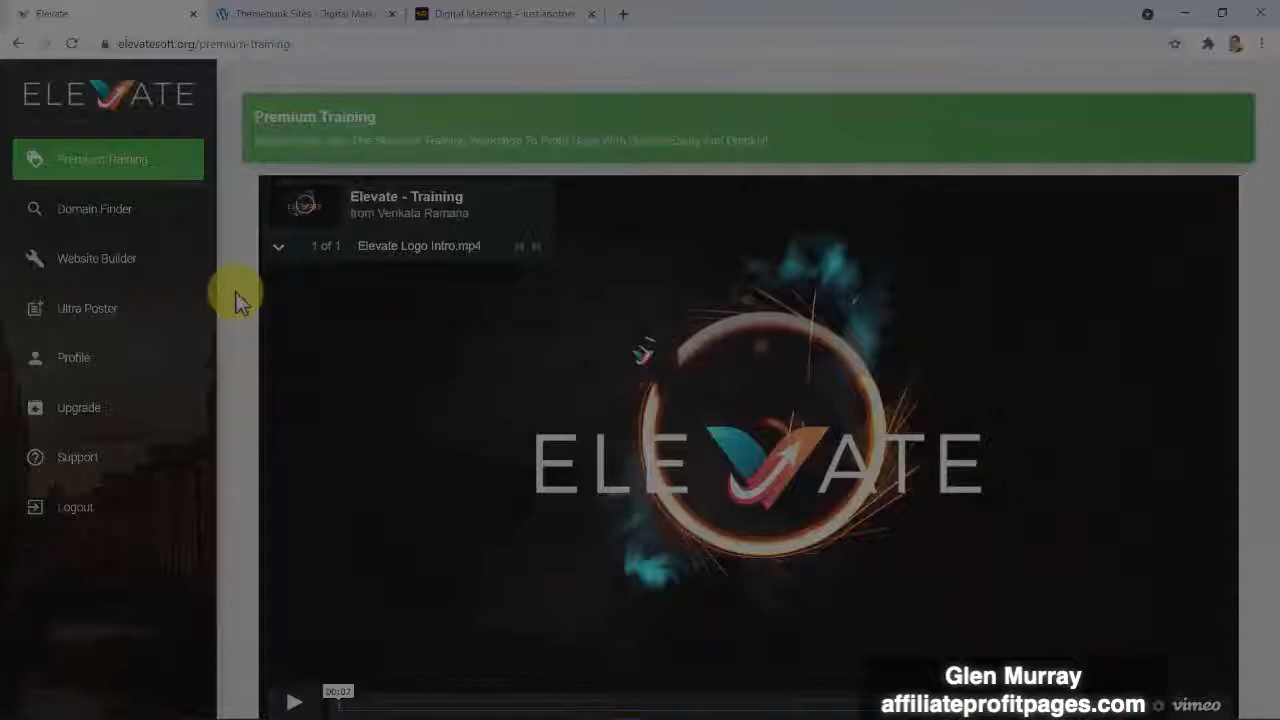 Elevate
Themebunk Sites - Digital Mark
Digital Marketing – Just another
elevatesoft.org/premium-training
ELEVATE
Premium Training
Premium Training
Domain Finder
Website Builder
Ultra Poster
Profile
Upgrade
Support
Logout
Elevate - Training
from Venkata Ramana
1 of 1
Elevate Logo Intro.mp4
ELEVATE
00:07
Glen Murray
affiliateprofitpages.com
vimeo